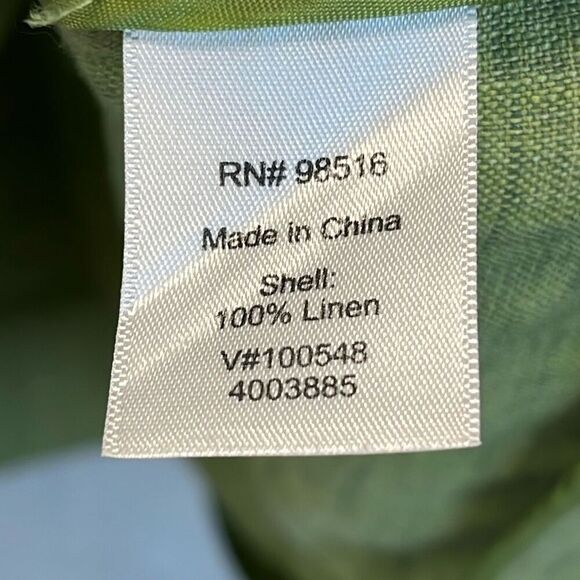 RN# 98516
Made in China
Shell:
100% Linen
V#100548
4003885